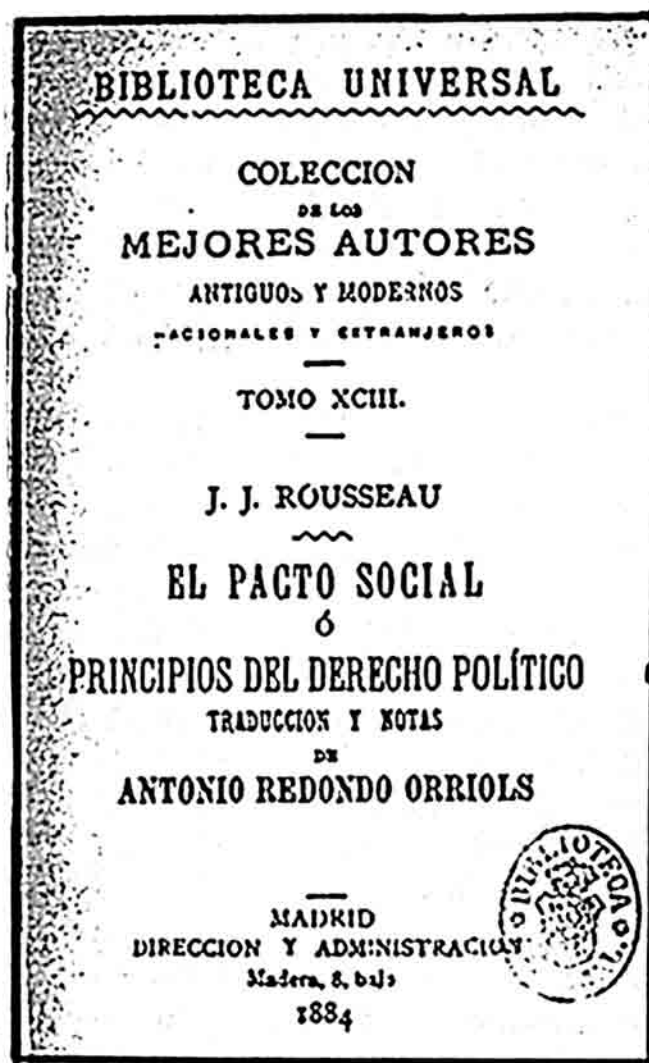 BIBLIOTECA UNIVERSAL
COLECCION
DE LOS
MEJORES AUTORES
ANTIGUOS Y MODERNOS
NACIONALES Y EXTRANJEROS
TOMO XCIII.
J. J. ROUSSEAU
EL PACTO SOCIAL
Ó
PRINCIPIOS DEL DERECHO POLÍTICO
TRADUCCION Y NOTAS
DE
ANTONIO REDONDO ORRIOLS
MADRID
DIRECCION Y ADMINISTRACION
Madera, 8, bajo
1884
BIBLIOTECA